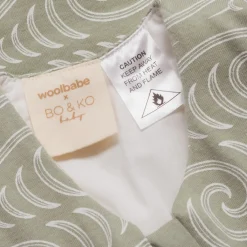 woolbabe
x
BO & KO
baby
CAUTION
KEEP AWAY
FROM HEAT
AND FLAME